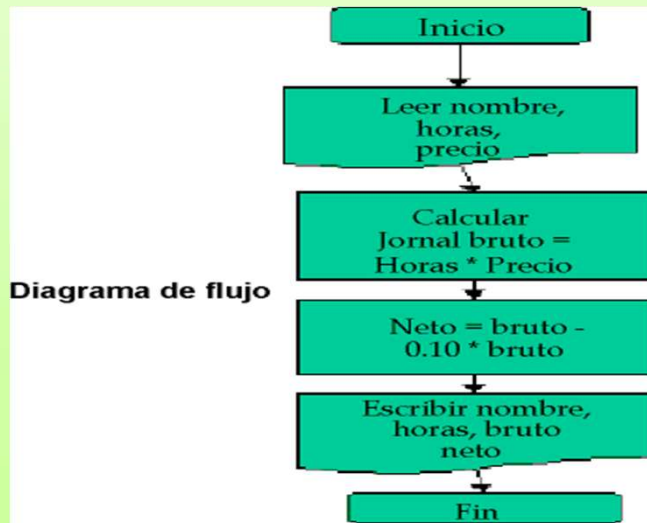 Inicio
Leer nombre,
horas,
precio
Calcular
Jornal bruto =
Horas * Precio
Diagrama de flujo
Neto = bruto -
0.10 * bruto
Escribir nombre,
horas, bruto
neto
Fin